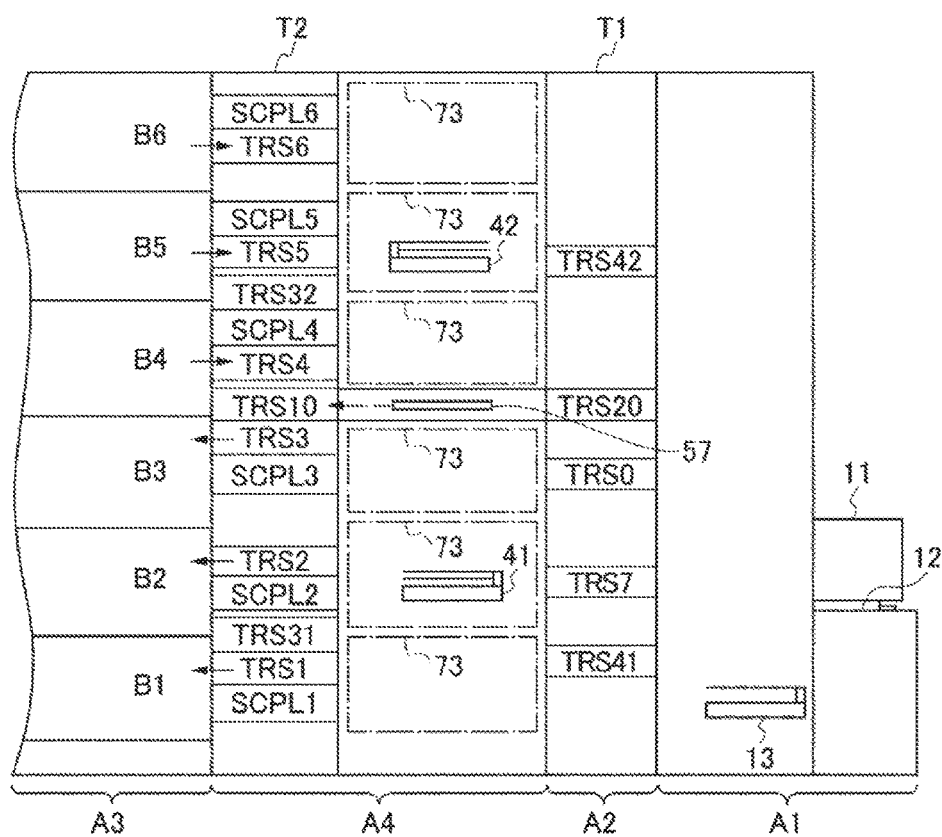 T2
T1
B6
SCPL6
TRS6
73
B5
SCPL5
TRS5
73
42
TRS42
TRS32
B4
SCPL4
TRS4
73
TRS10
TRS20
57
B3
TRS3
SCPL3
73
TRS0
11
B2
TRS2
SCPL2
73
41
TRS7
12
TRS31
B1
TRS1
SCPL1
73
TRS41
13
A3
A4
A2
A1